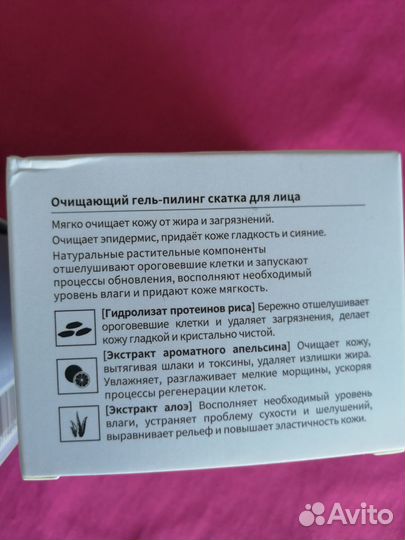 Очищающий гель-пилинг скатка для лица
Мягко очищает кожу от жира и загрязнений.
Очищает эпидермис, придаёт коже гладкость и сияние.
Натуральные растительные компоненты
отшелушивают ороговевшие клетки и запускают
процессы обновления, восполняют необходимый
уровень влаги и придают коже мягкость.
[Гидролизат протеинов риса] Бережно отшелушивает
ороговевшие клетки и удаляет загрязнения, делает
кожу гладкой и кристально чистой.
[Экстракт ароматного апельсина] Очищает кожу,
вытягивая шлаки и токсины, удаляет излишки жира.
Увлажняет, разглаживает мелкие морщины, ускоряя
процессы регенерации клеток.
[Экстракт алоэ] Восполняет необходимый уровень
влаги, устраняет проблему сухости и шелушений,
выравнивает рельеф и повышает эластичность кожи.
Avito